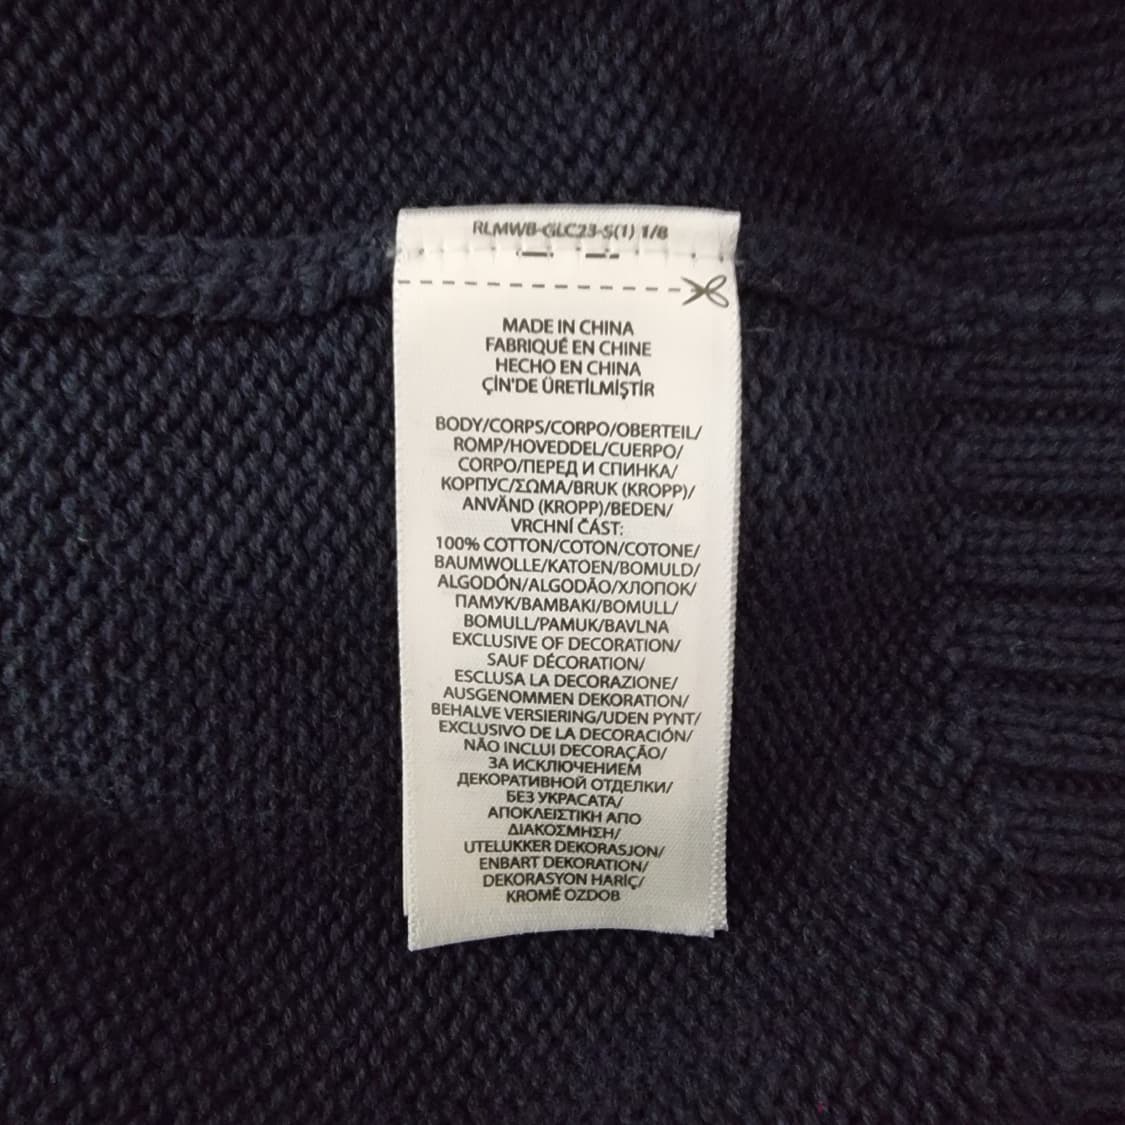 RLMWB-GLC23-S(1) 1/8
MADE IN CHINA
FABRIQUÉ EN CHINE
HECHO EN CHINA
ÇİN'DE ÜRETİLMİŞTİR
BODY/CORPS/CORPO/OBERTEIL/
ROMP/HOVEDDEL/CUERPO/
CORPO/ПЕРЕД И СПИНКА/
КОРПУС/ΣΩΜΑ/BRUK (KROPP)/
ANVÄND (KROPP)/BEDEN/
VRCHNÍ ČÁST:
100% COTTON/COTON/COTONE/
BAUMWOLLE/KATOEN/BOMULD/
ALGODÓN/ALGODÃO/ХЛОПОК/
ПАМУК/ΒΑΜΒΑΚΙ/BOMULL/
BOMULL/PAMUK/BAVLNA
EXCLUSIVE OF DECORATION/
SAUF DÉCORATION/
ESCLUSA LA DECORAZIONE/
AUSGENOMMEN DEKORATION/
BEHALVE VERSIERING/UDEN PYNT/
EXCLUSIVO DE LA DECORACIÓN/
NÃO INCLUI DECORAÇÃO/
ЗА ИСКЛЮЧЕНИЕМ
ДЕКОРАТИВНОЙ ОТДЕЛКИ/
БЕЗ УКРАСАТА/
ΑΠΟΚΛΕΙΣΤΙΚΗ ΑΠΟ
ΔΙΑΚΟΣΜΗΣΗ/
UTELUKKER DEKORASJON/
ENBART DEKORATION/
DEKORASYON HARİÇ/
KROMĚ OZDOB